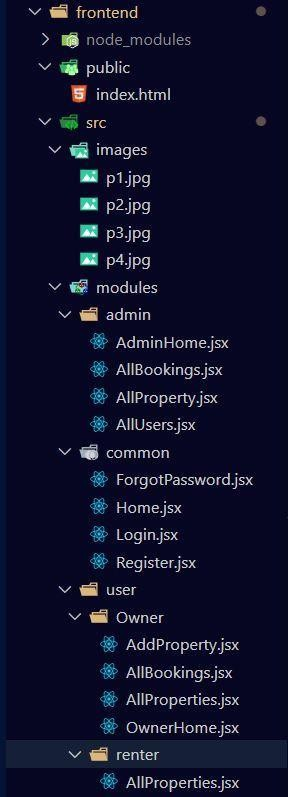 frontend
node_modules
public
index.html
src
images
p1.jpg
p2.jpg
p3.jpg
p4.jpg
modules
admin
AdminHome.jsx
AllBookings.jsx
AllProperty.jsx
AllUsers.jsx
common
ForgotPassword.jsx
Home.jsx
Login.jsx
Register.jsx
user
Owner
AddProperty.jsx
AllBookings.jsx
AllProperties.jsx
OwnerHome.jsx
renter
AllProperties.jsx